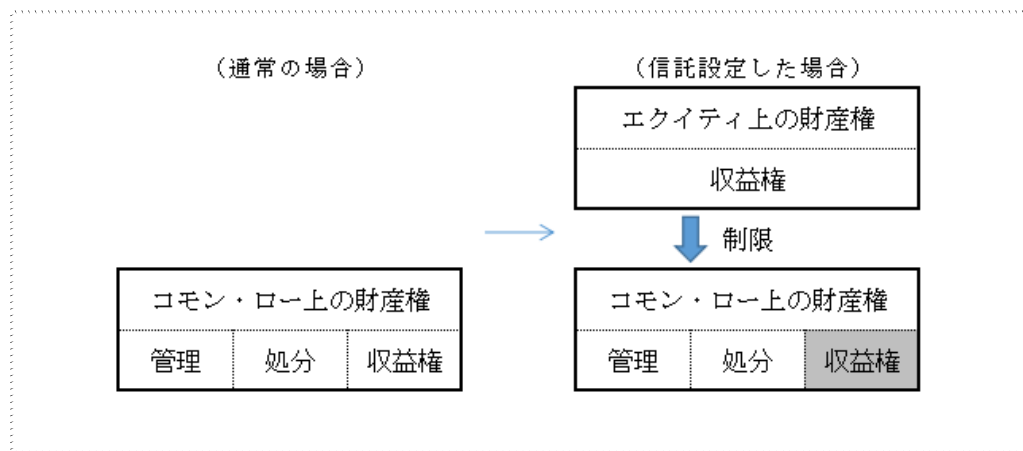 (通常の場合)
(信託設定した場合)
エクイティ上の財産権
収益権
制限
コモン・ロー上の財産権
管理 処分 収益権
コモン・ロー上の財産権
管理 処分 収益権